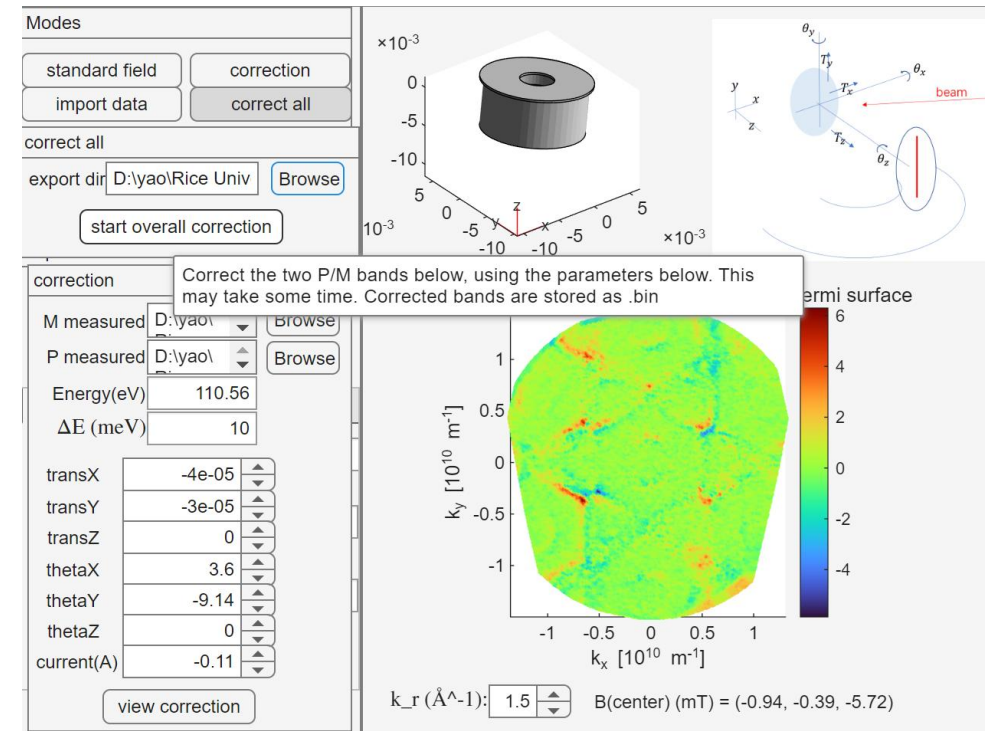 Modes
standard field
correction
import data
correct all
correct all
export dir
D:\yao\Rice Univ
Browse
start overall correction
Correct the two P/M bands below, using the parameters below. This
may take some time. Corrected bands are stored as .bin
correction
M measured
D:\yao\
Browse
P measured
D:\yao\
Browse
Energy(eV)
110.56
ΔE (meV)
10
transX
-4e-05
transY
-3e-05
transZ
0
thetaX
3.6
thetaY
-9.14
thetaZ
0
current(A)
-0.11
view correction
×10⁻³
0
-5
-10
5
0
-5
-10
y
z
x
-10
-5
0
5
10⁻³
×10⁻³
θy
Ty
Tx
θx
Tz
θz
y
x
z
beam
ermi surface
1
0.5
0
-0.5
-1
ky [10¹⁰ m⁻¹]
-1
-0.5
0
0.5
1
kx [10¹⁰ m⁻¹]
6
4
2
0
-2
-4
k_r (Å^-1):
1.5
B(center) (mT) = (-0.94, -0.39, -5.72)